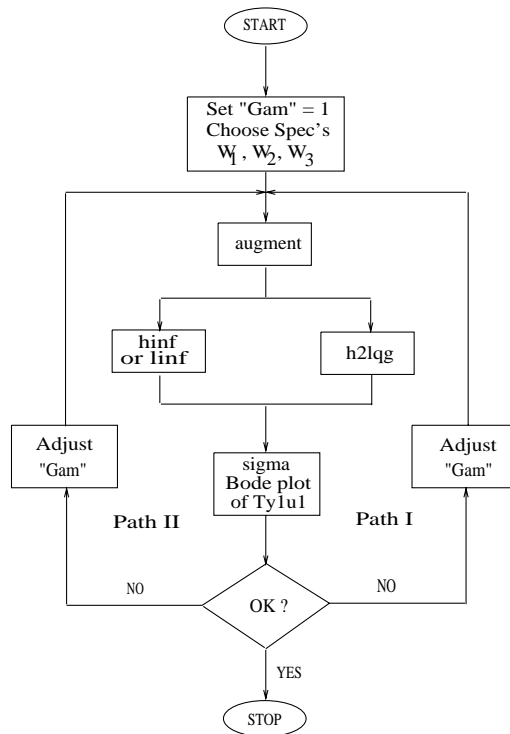 START
Set "Gam" = 1
Choose Spec's
W1 , W2, W3
augment
hinf
or linf
h2lqg
Adjust
"Gam"
sigma
Bode plot
of Ty1u1
Adjust
"Gam"
Path II
Path I
NO
OK ?
NO
YES
STOP